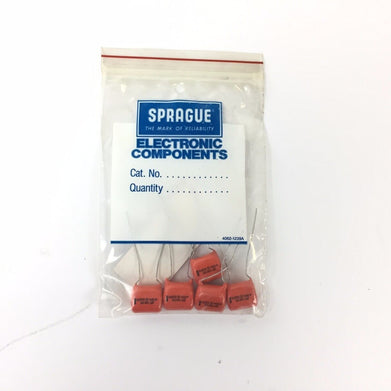 SPRAGUE
THE MARK OF RELIABILITY
ELECTRONIC
COMPONENTS
Cat. No. ............
Quantity ............